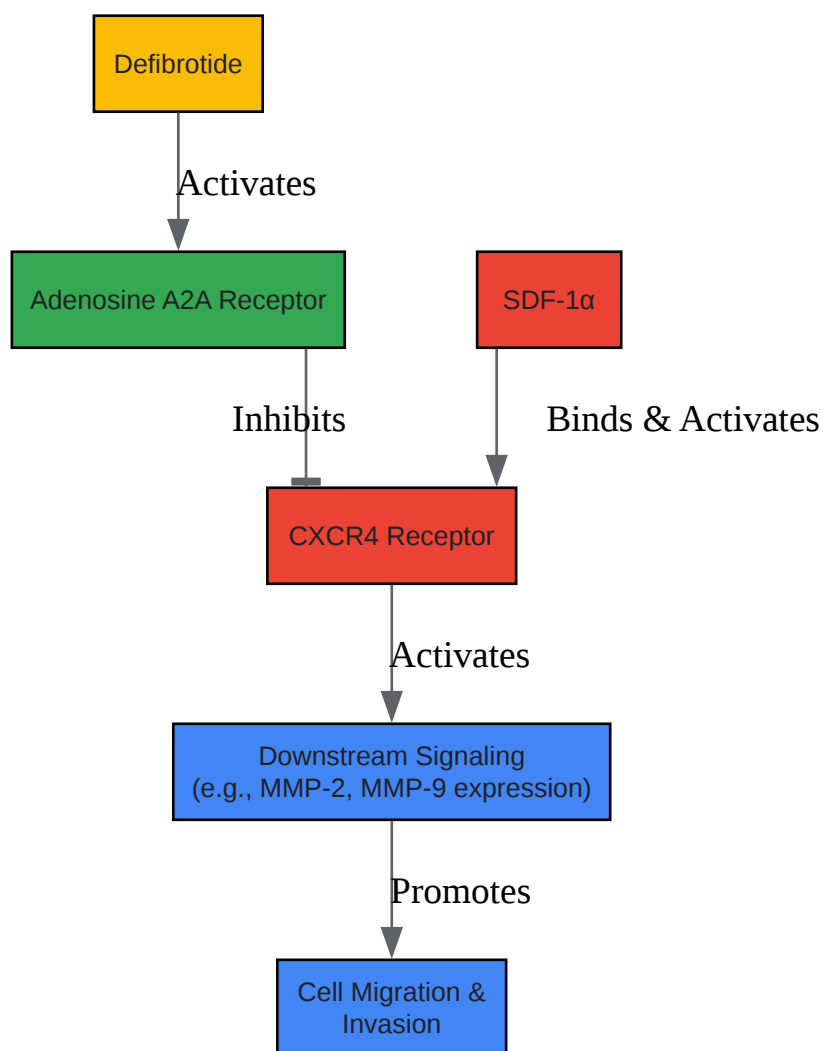 Defibrotide
Activates
Adenosine A2A Receptor
SDF-1α
Inhibits
Binds & Activates
CXCR4 Receptor
Activates
Downstream Signaling
(e.g., MMP-2, MMP-9 expression)
Promotes
Cell Migration &
Invasion